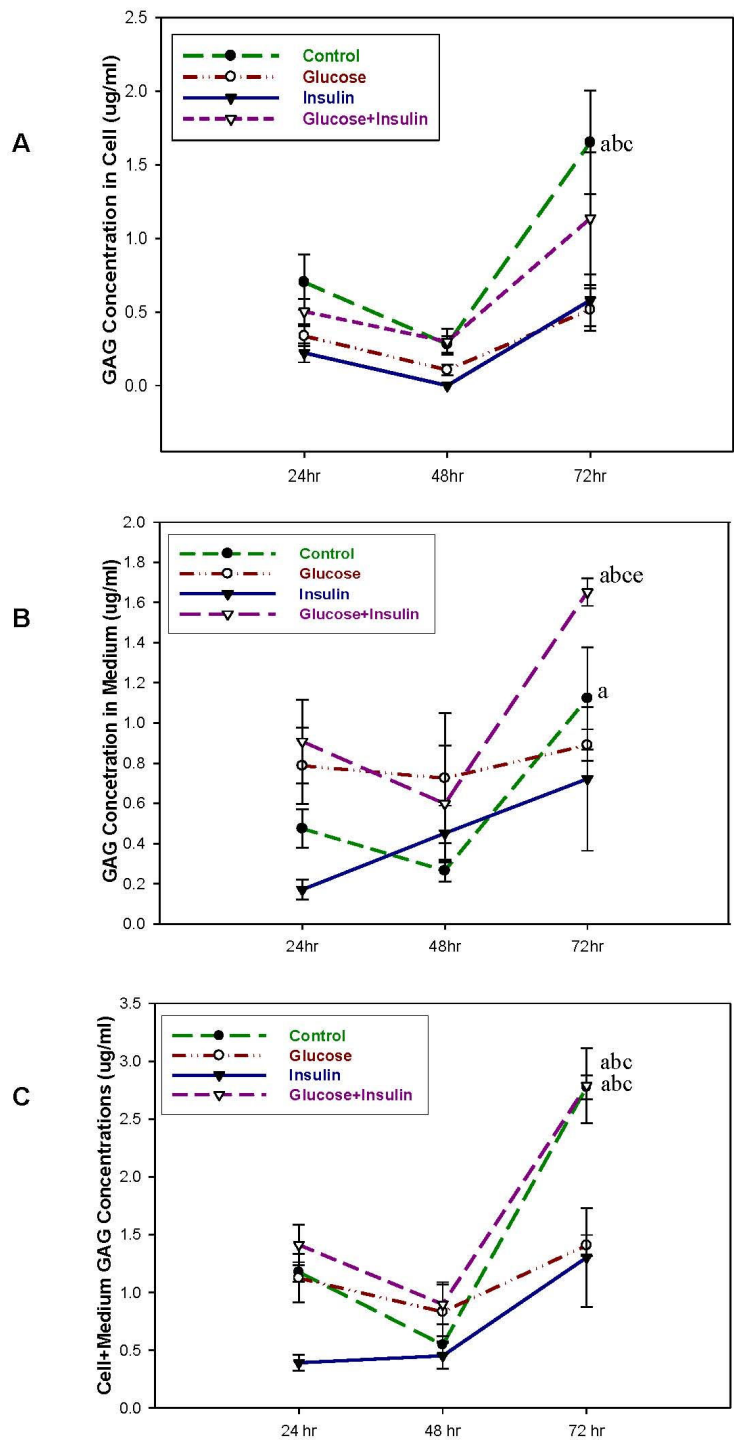 A
GAG Concentration in Cell (ug/ml)
2.5
2.0
1.5
1.0
0.5
0.0
Control
Glucose
Insulin
Glucose+Insulin
abc
24hr 48hr 72hr
B
GAG Concetration in Medium (ug/ml)
2.0
1.8
1.6
1.4
1.2
1.0
0.8
0.6
0.4
0.2
0.0
Control
Glucose
Insulin
Glucose+Insulin
abce
a
24hr 48hr 72hr
C
Cell+Medium GAG Concentrations (ug/ml)
3.5
3.0
2.5
2.0
1.5
1.0
0.5
0.0
Control
Glucose
Insulin
Glucose+Insulin
abc
abc
24 hr 48 hr 72 hr